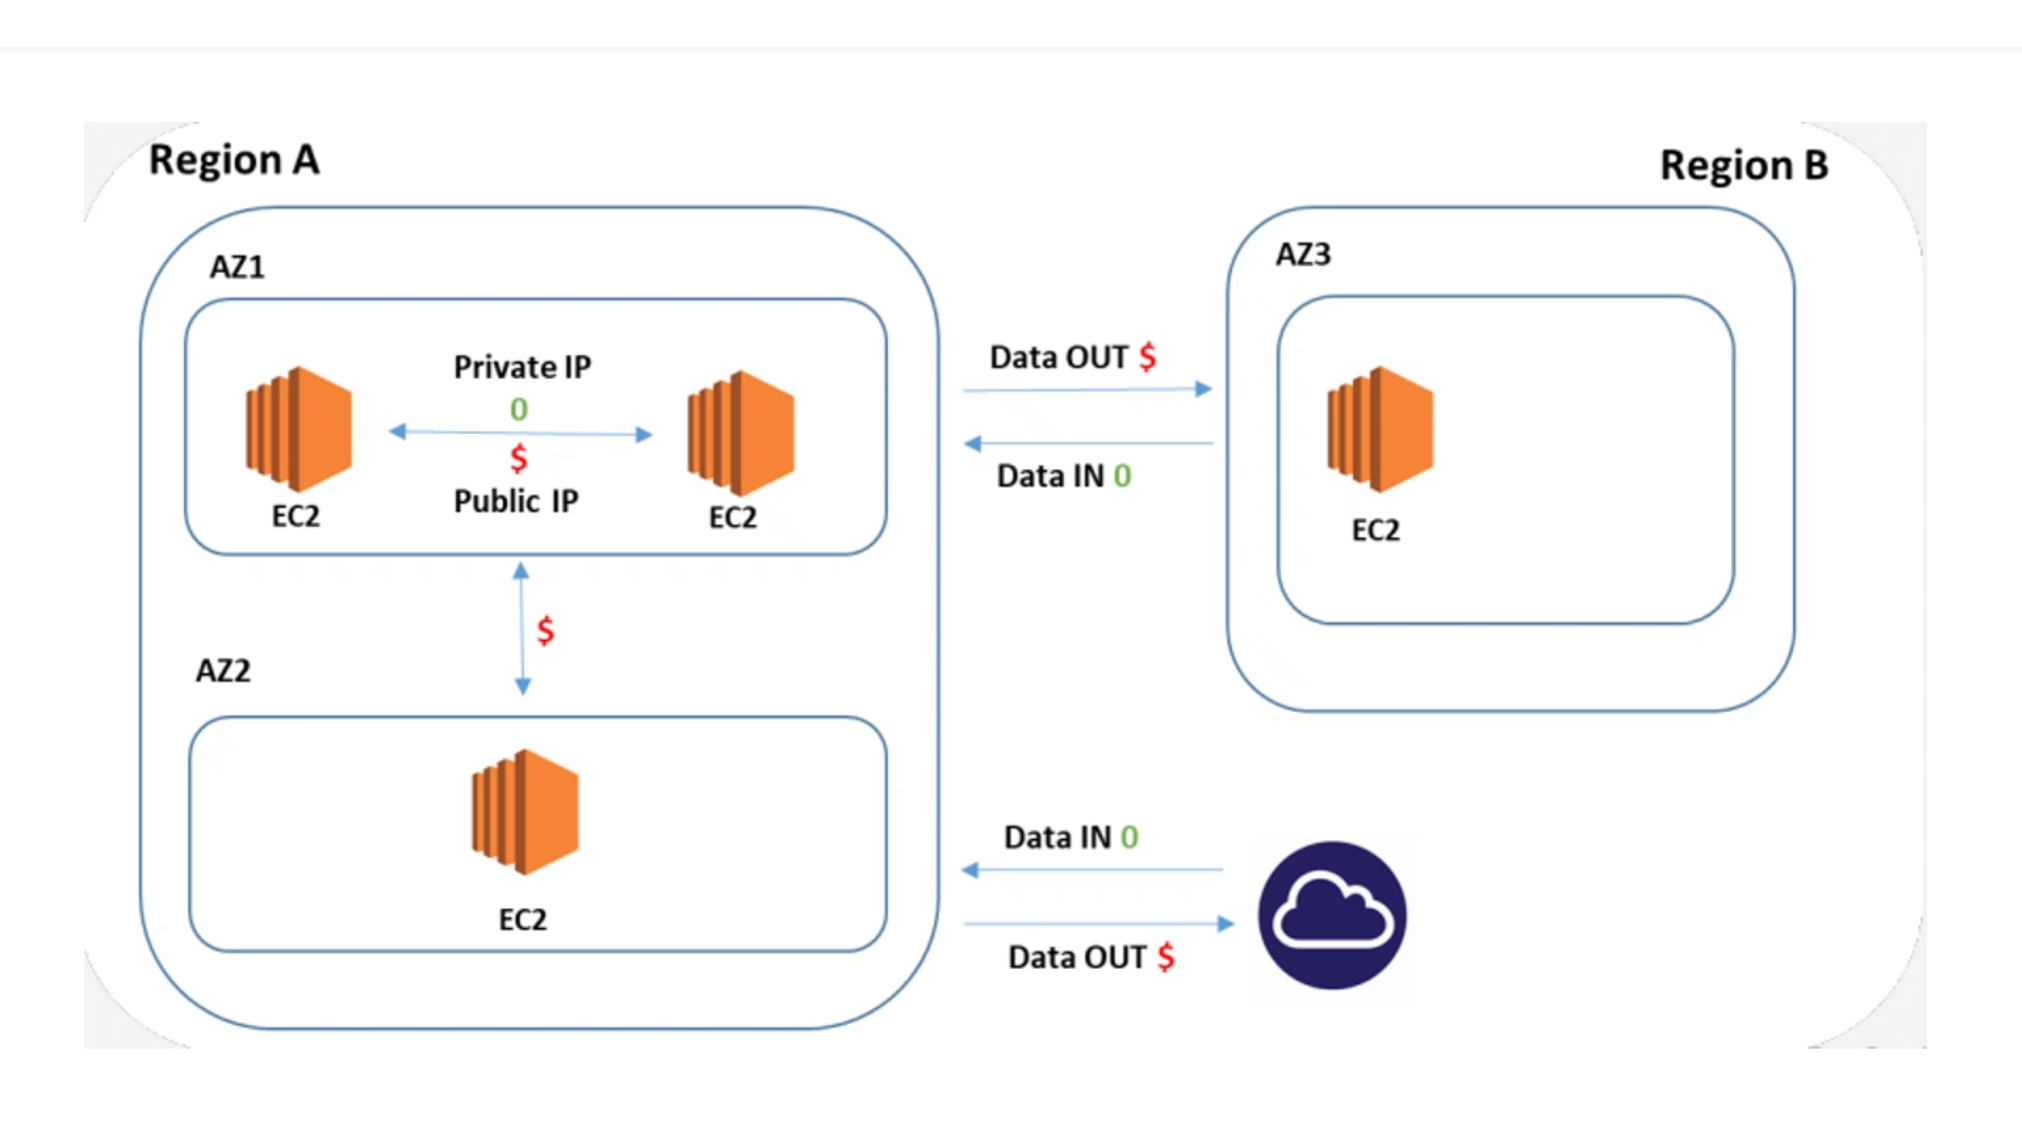 Region A
Region B
AZ1
AZ3
Private IP
0
$
Public IP
EC2
EC2
Data OUT $
Data IN 0
EC2
$
AZ2
EC2
Data IN 0
Data OUT $